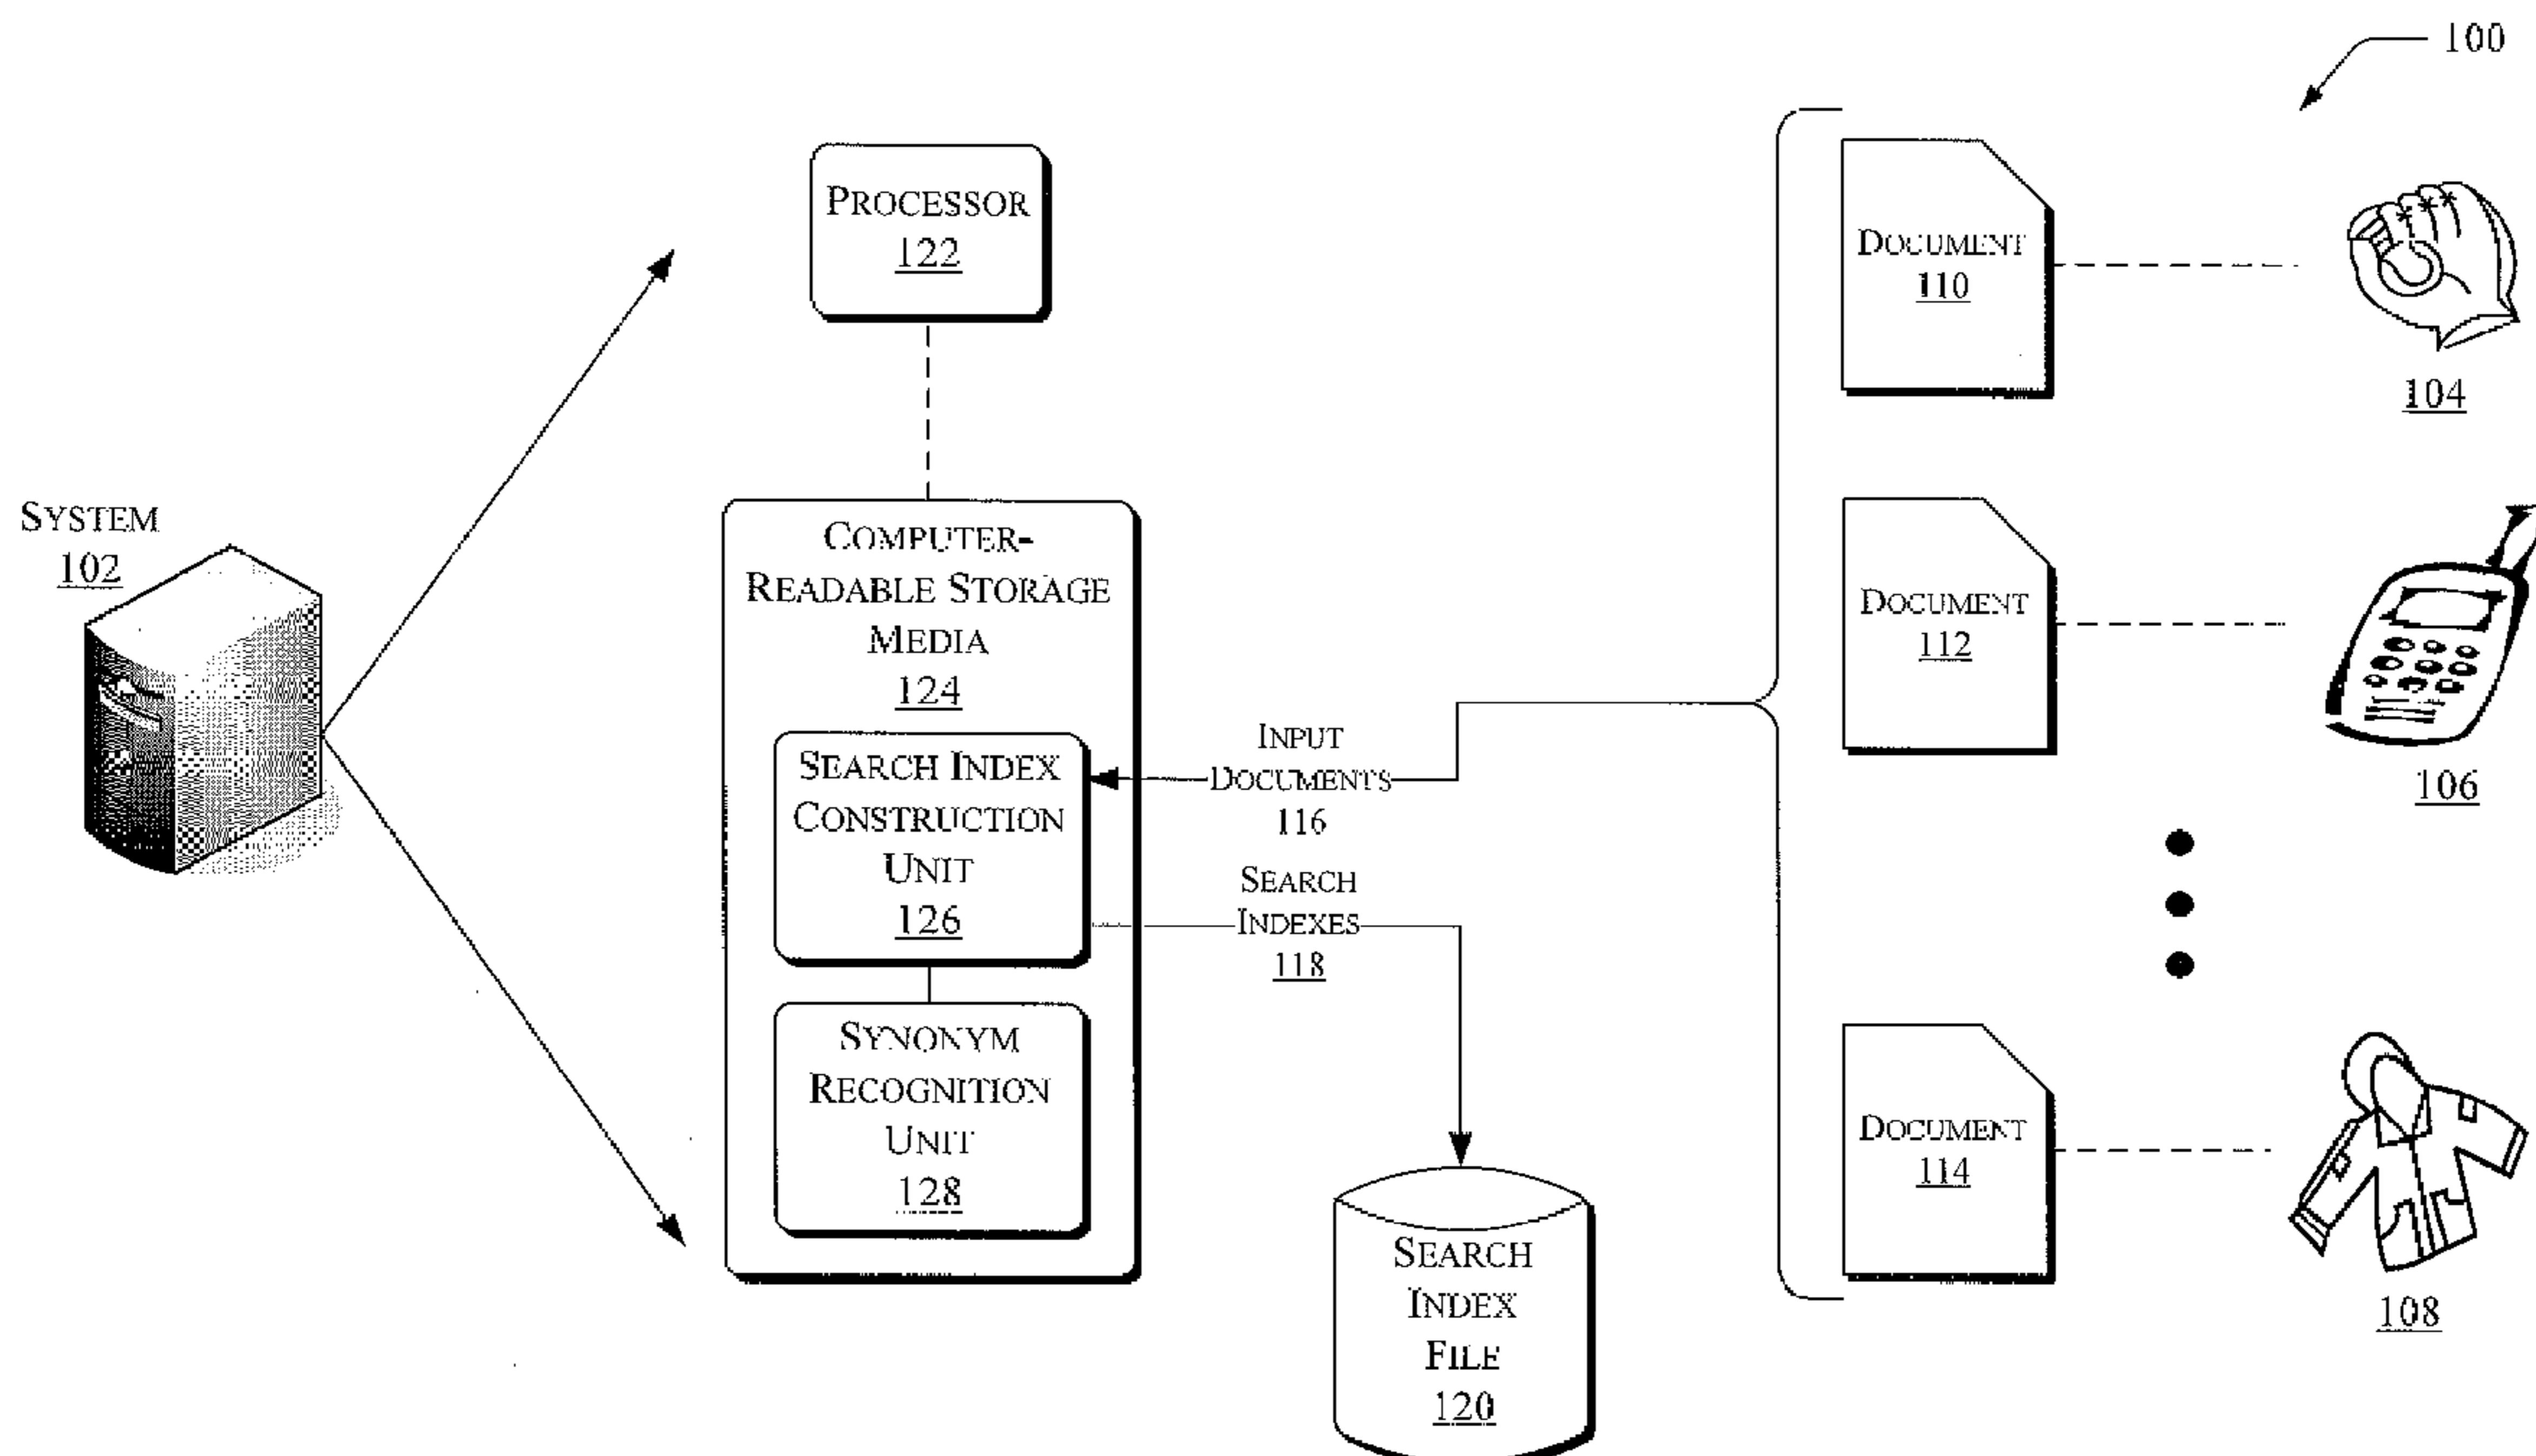 100
PROCESSOR
122
SYSTEM
102
COMPUTER-
READABLE STORAGE
MEDIA
124
SEARCH INDEX
CONSTRUCTION
UNIT
126
SYNONYM
RECOGNITION
UNIT
128
INPUT
DOCUMENTS
116
SEARCH
INDEXES
118
SEARCH
INDEX
FILE
120
DOCUMENT
110
104
DOCUMENT
112
106
DOCUMENT
114
108